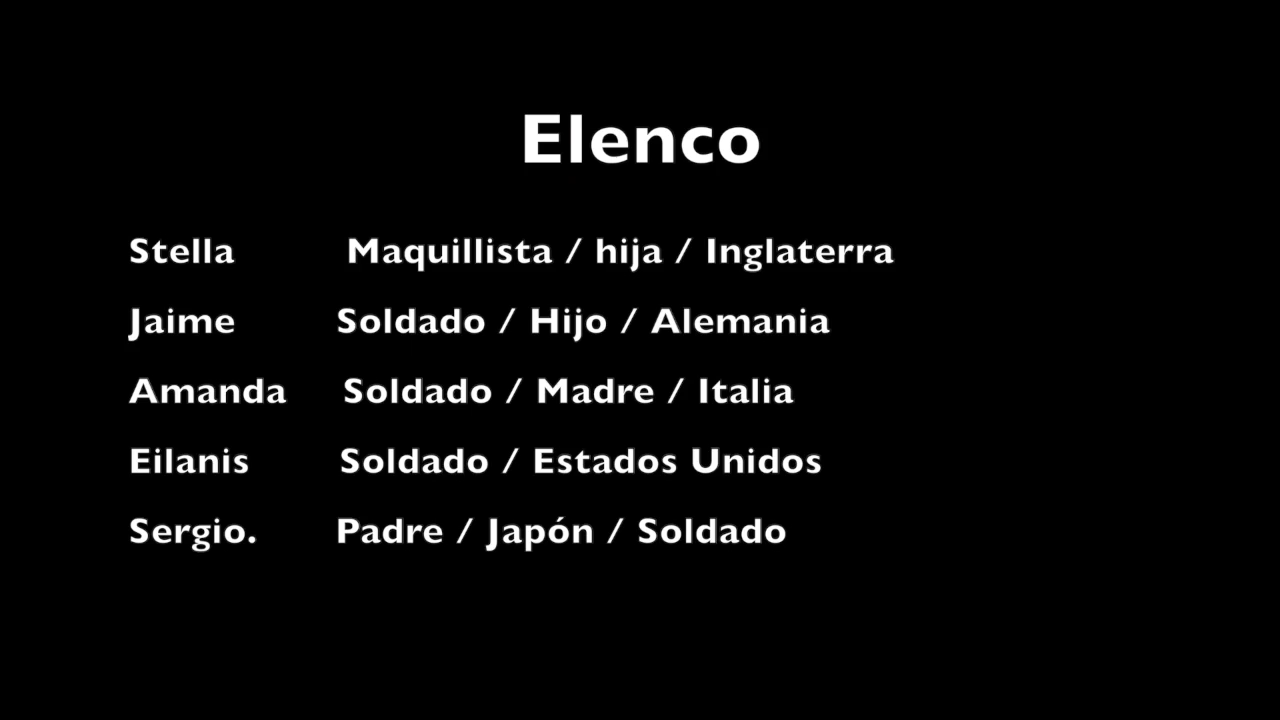 Elenco
Stella Maquillista / hija / Inglaterra
Jaime Soldado / Hijo / Alemania
Amanda Soldado / Madre / Italia
Eilanis Soldado / Estados Unidos
Sergio. Padre / Japón / Soldado